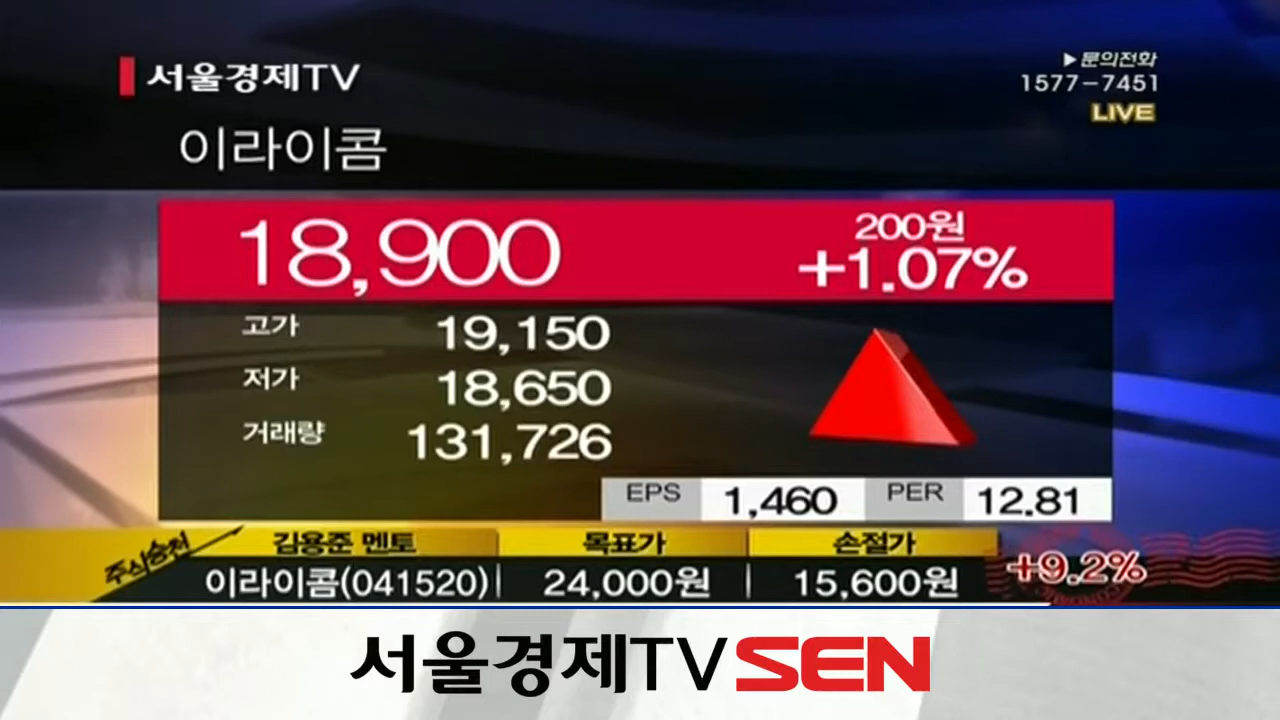 서울경제TV
▶문의전화
1577-7451
LIVE
이라이콤
18,900
200원
+1.07%
고가 19,150
저가 18,650
거래량 131,726
EPS 1,460 PER 12.81
주식승전 김용준 멘토 목표가 손절가
이라이콤(041520) 24,000원 15,600원
+9.2%
서울경제TV SEN